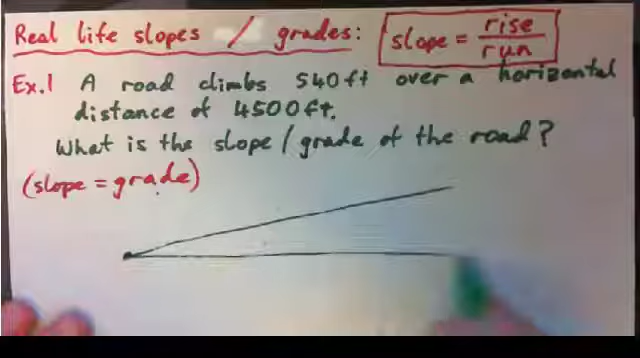 Real life slopes / grades: slope = rise/run
Ex.1 A road climbs 540ft over a horizontal
distance of 4500ft.
What is the slope/grade of the road?
(slope = grade)